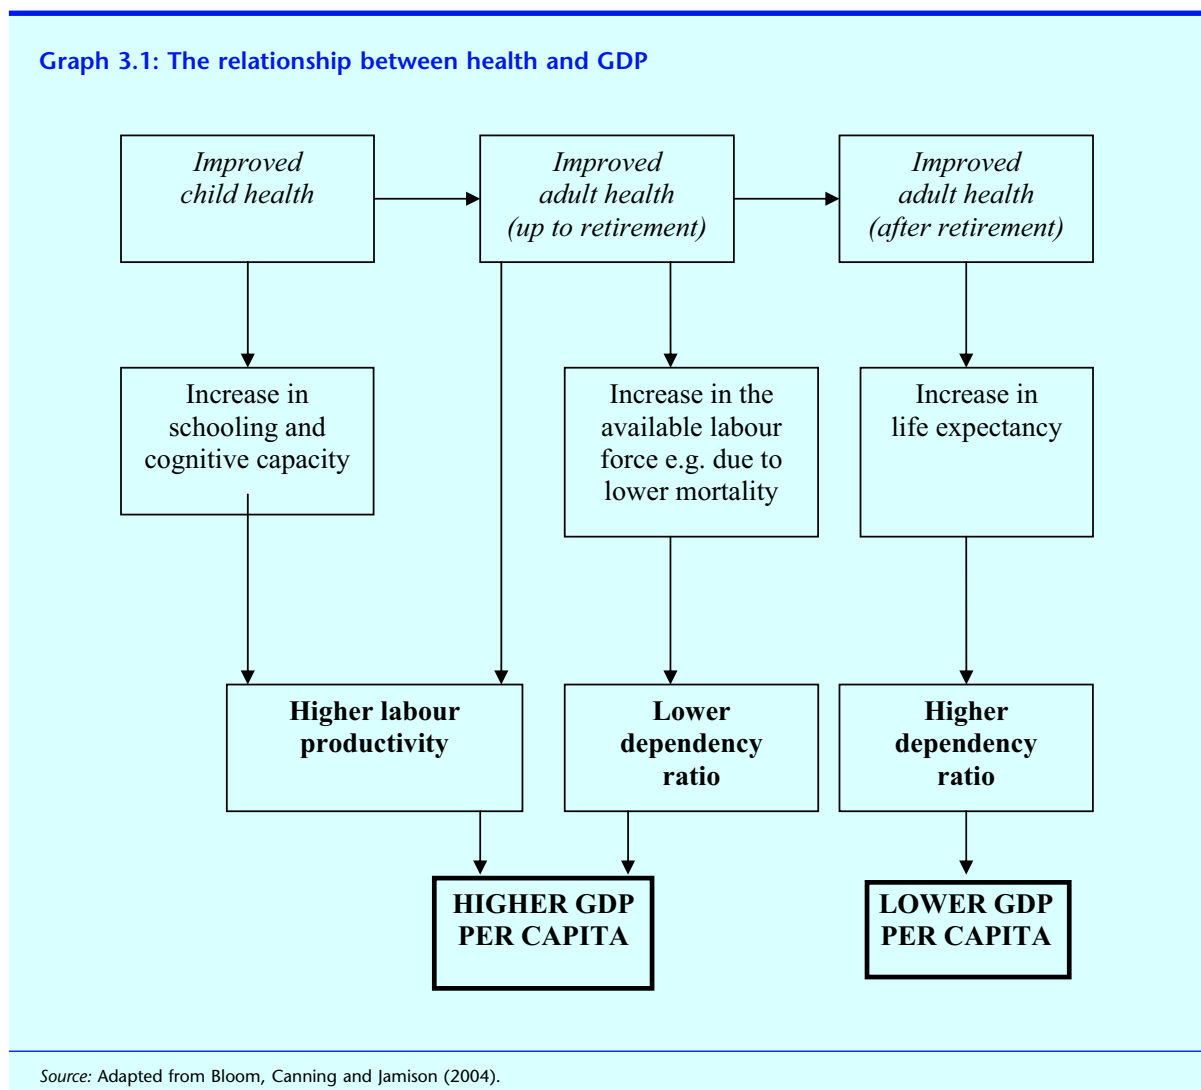 Graph 3.1: The relationship between health and GDP
Improved
child health
Improved
adult health
(up to retirement)
Improved
adult health
(after retirement)
Increase in
schooling and
cognitive capacity
Increase in the
available labour
force e.g. due to
lower mortality
Increase in
life expectancy
Higher labour
productivity
Lower
dependency
ratio
Higher
dependency
ratio
HIGHER GDP
PER CAPITA
LOWER GDP
PER CAPITA
Source: Adapted from Bloom, Canning and Jamison (2004).